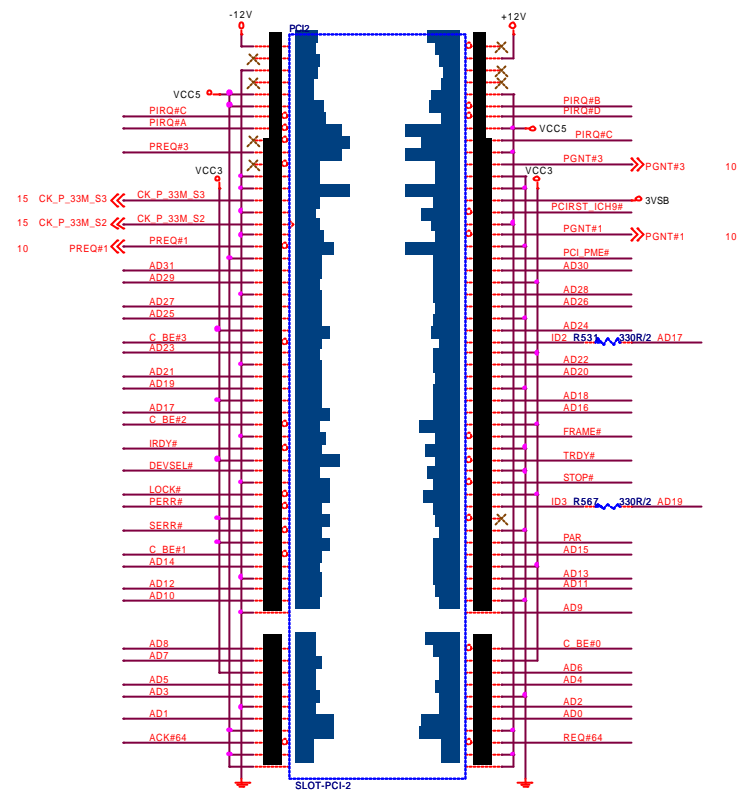 -12V
+12V
PCI2
VCC5
PIRQ#C
PIRQ#B
PIRQ#D
PIRQ#A
VCC5
PIRQ#C
PREQ#3
PGNT#3
PGNT#3 10
VCC3
VCC3
15 CK_P_33M_S3
CK_P_33M_S3
3VSB
PCIRST_ICH9#
15 CK_P_33M_S2
CK_P_33M_S2
PGNT#1
PGNT#1 10
10 PREQ#1
PREQ#1
PCI_PME#
AD31
AD30
AD29
AD28
AD27
AD26
AD25
AD24
C_BE#3
ID2 R531 330R/2 AD17
AD23
AD22
AD21
AD20
AD19
AD18
AD17
AD16
C_BE#2
FRAME#
IRDY#
TRDY#
DEVSEL#
STOP#
LOCK#
PERR#
ID3 R567 330R/2 AD19
SERR#
PAR
C_BE#1
AD15
AD14
AD13
AD12
AD11
AD10
AD9
AD8
C_BE#0
AD7
AD6
AD5
AD4
AD3
AD2
AD1
AD0
ACK#64
REQ#64
SLOT-PCI-2